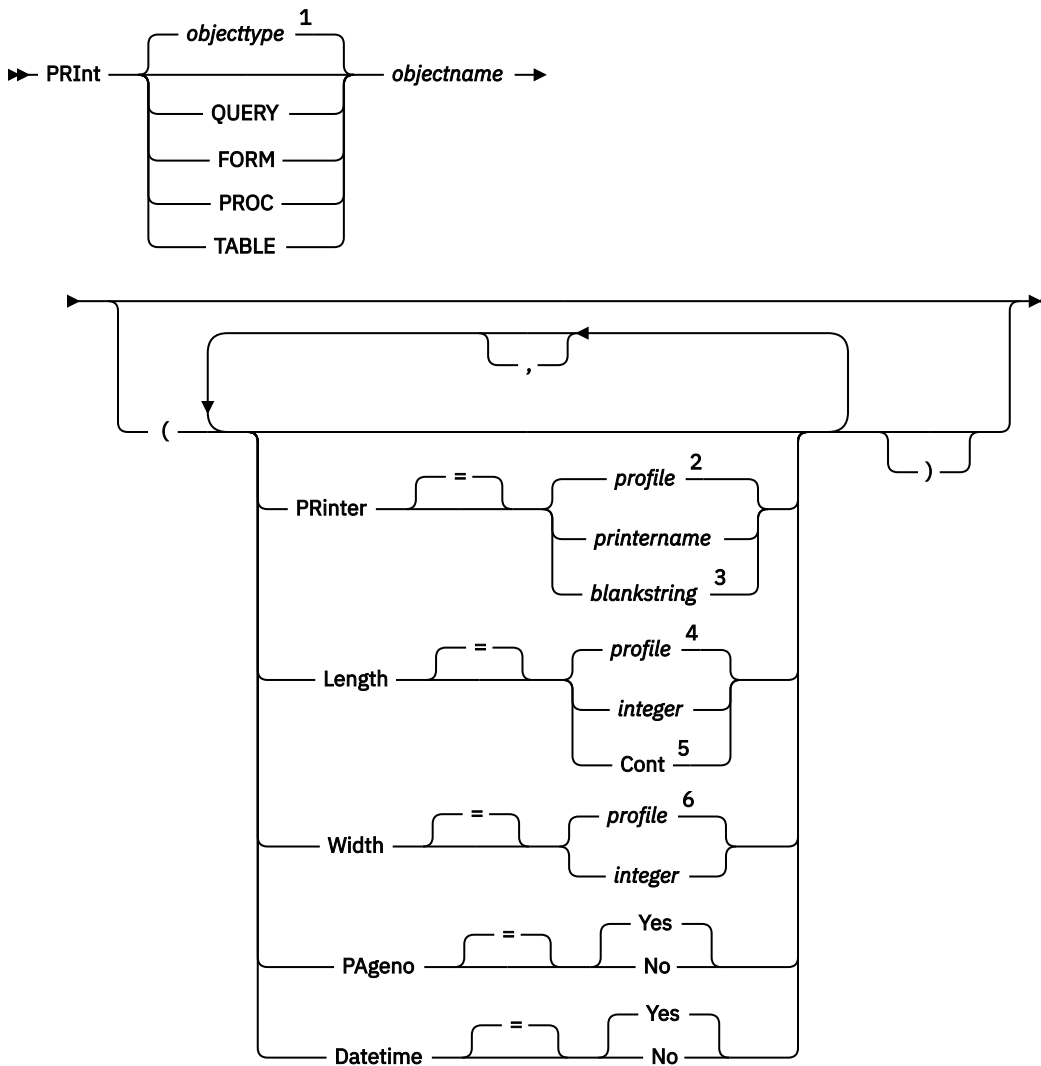 objecttype 1
PRInt objectname
QUERY
FORM
PROC
TABLE
,
( )
PRinter = profile 2
printername
blankstring 3
Length = profile 4
integer
Cont 5
Width = profile 6
integer
PAgeno = Yes
No
Datetime = Yes
No